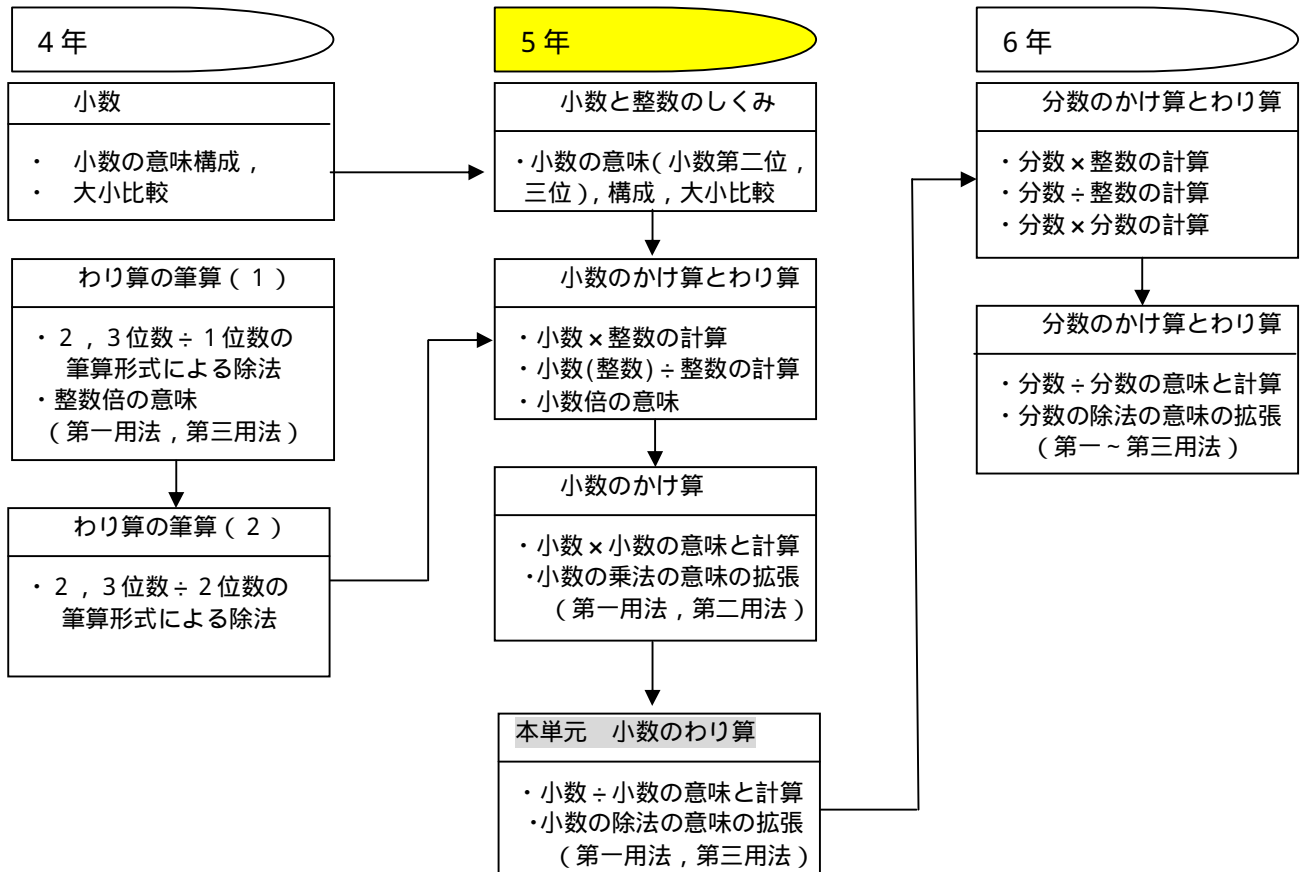 4年
小数
・ 小数の意味構成，
・ 大小比較
わり算の筆算（1）
・2，3位数÷1位数の
筆算形式による除法
・整数倍の意味
（第一用法，第三用法）
わり算の筆算（2）
・2，3位数÷2位数の
筆算形式による除法
5年
小数と整数のしくみ
・小数の意味（小数第二位，
三位），構成，大小比較
小数のかけ算とわり算
・小数×整数の計算
・小数(整数)÷整数の計算
・小数倍の意味
小数のかけ算
・小数×小数の意味と計算
・小数の乗法の意味の拡張
（第一用法，第二用法）
本単元 小数のわり算
・小数÷小数の意味と計算
・小数の除法の意味の拡張
（第一用法，第三用法）
6年
分数のかけ算とわり算
・分数×整数の計算
・分数÷整数の計算
・分数×分数の計算
分数のかけ算とわり算
・分数÷分数の意味と計算
・分数の除法の意味の拡張
（第一～第三用法）